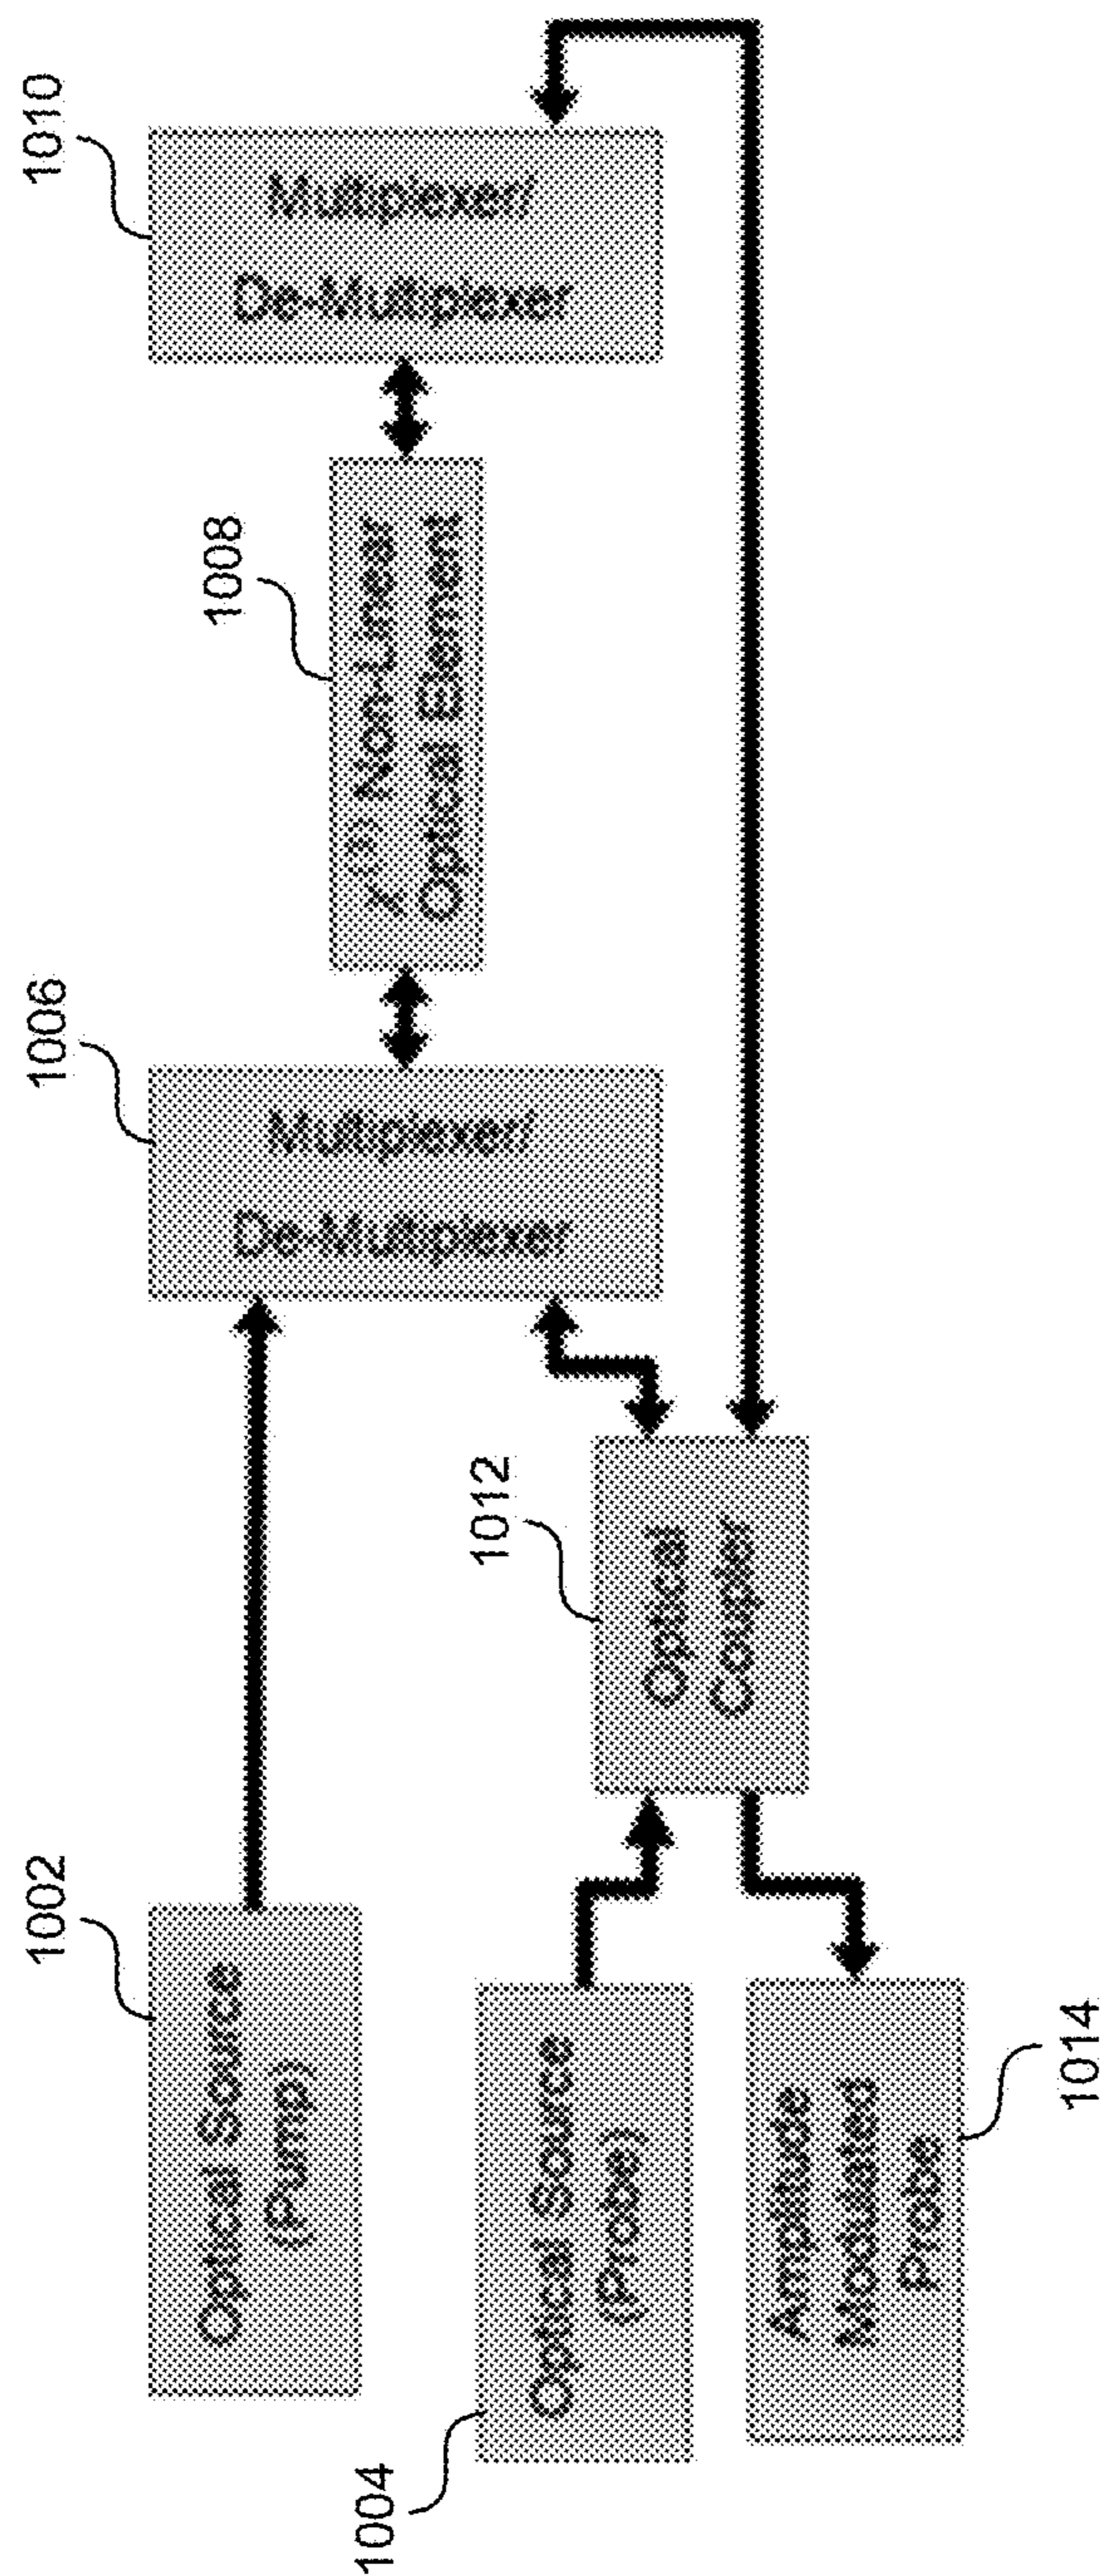 1002
Optical Source
(Pump)
1004
Optical Source
(Probe)
1014
Amplitude
Modulated
Probe
1012
Optical
Coupler
1006
Multiplexer/
De-Multiplexer
1008
Non-Linear
Optical Element
1010
Multiplexer/
De-Multiplexer